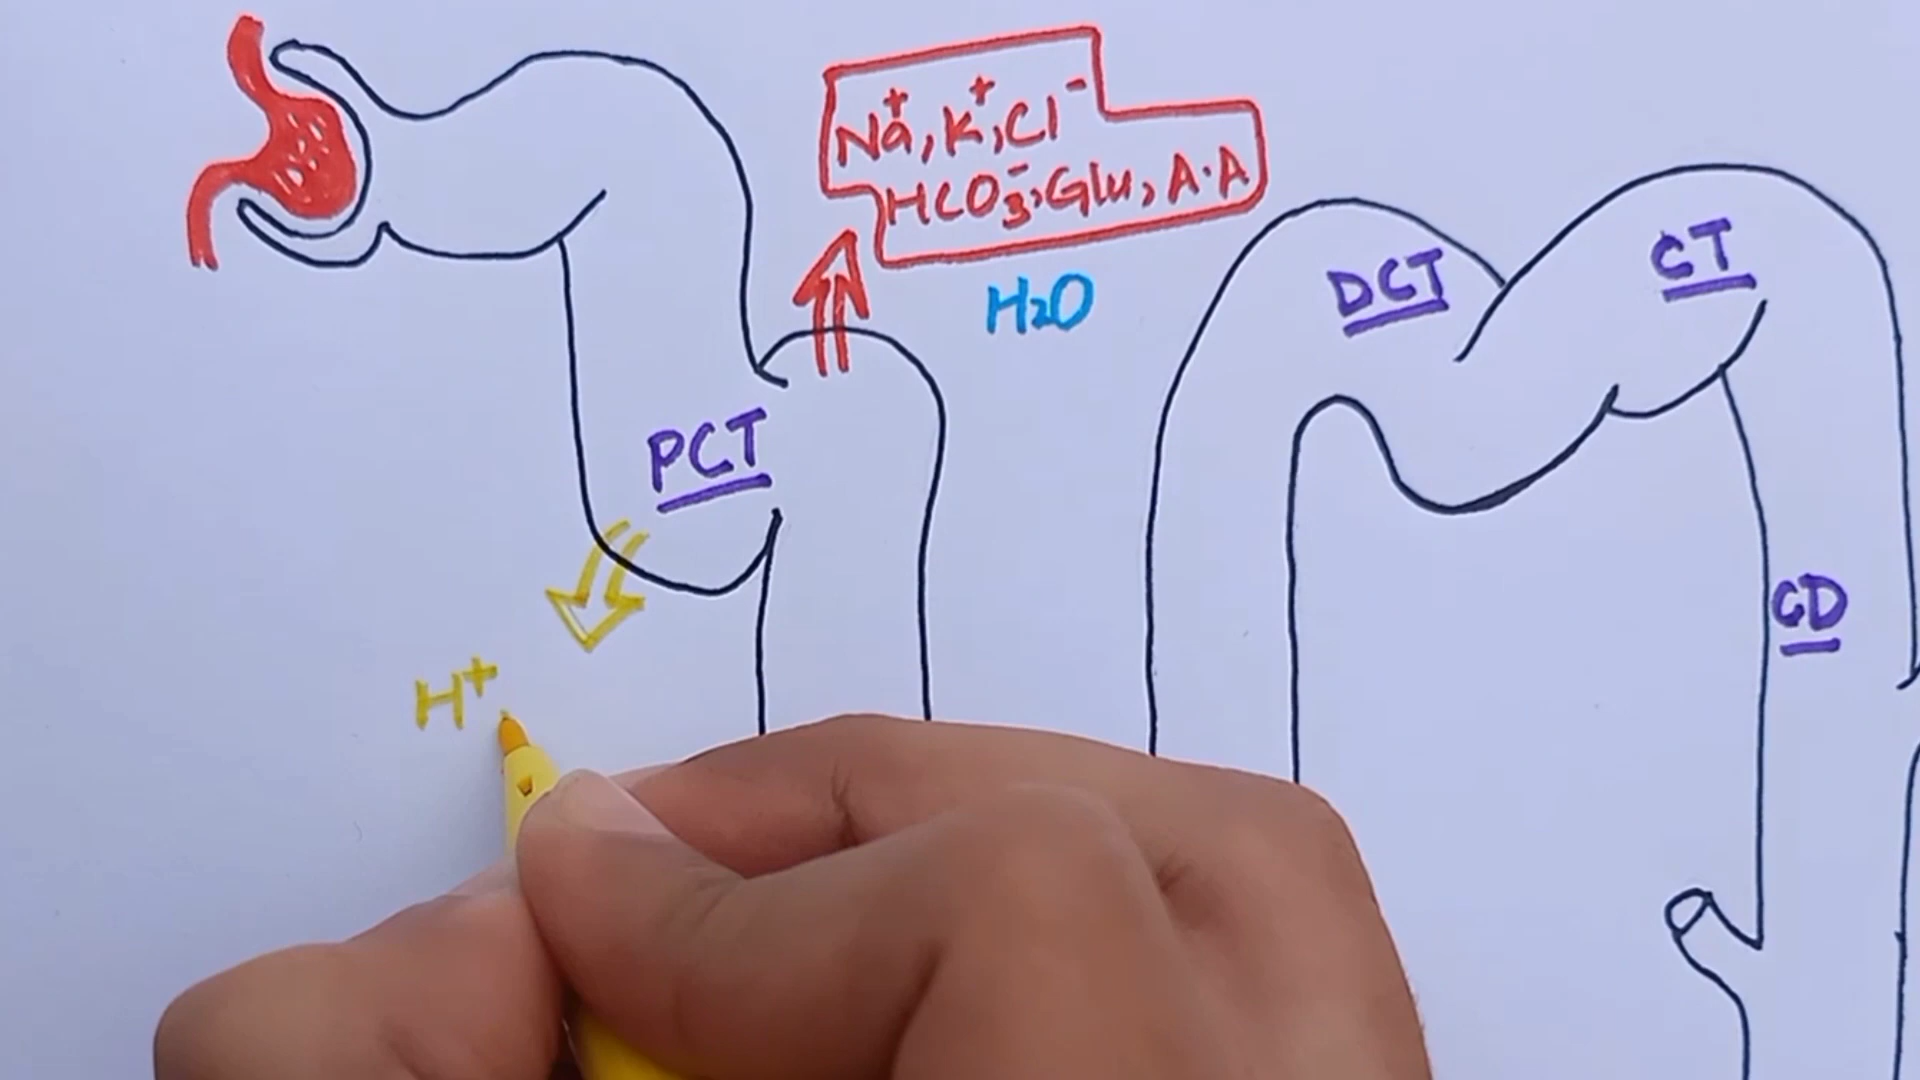 Na⁺, K⁺, Cl⁻
HCO₃⁻, Glu, A.A
H₂O
DCT
CT
PCT
CD
H⁺